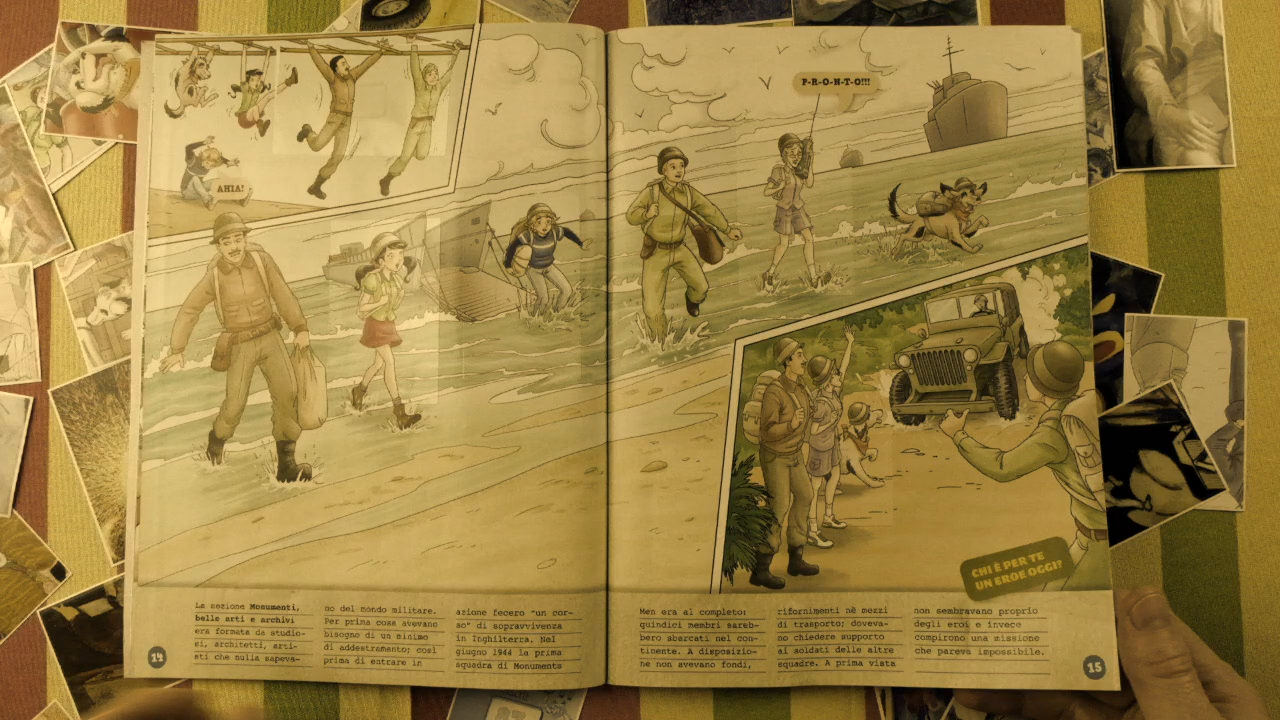 AHIA!
P-R-O-N-T-O!!!
CHI È PER TE
UN EROE OGGI?
La sezione Monumenti,
belle arti e archivi
era formata da studio-
si, architetti, arti-
sti che nulla sapeva-
no del mondo militare.
Per prima cosa avevano
bisogno di un minimo
di addestramento; così
prima di entrare in
azione fecero "un cor-
so" di sopravvivenza
in Inghilterra. Nel
giugno 1944 la prima
squadra di Monuments
Men era al completo:
quindici membri sareb-
bero sbarcati nel con-
tinente. A disposizio-
ne non avevano fondi,
rifornimenti né mezzi
di trasporto; doveva-
no chiedere supporto
ai soldati delle altre
squadre. A prima vista
non sembravano proprio
degli eroi e invece
compirono una missione
che pareva impossibile.
14
15